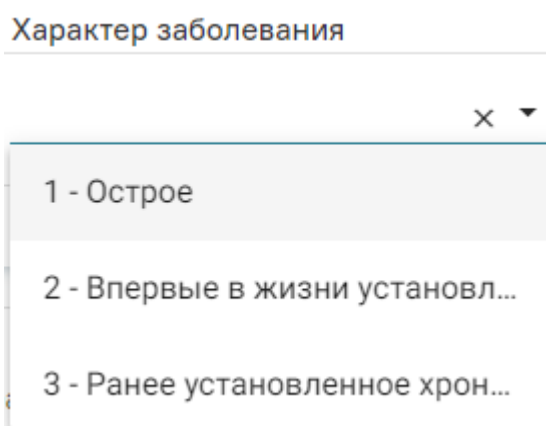 Характер заболевания
1 - Острое
2 - Впервые в жизни установл...
3 - Ранее установленное хрон...